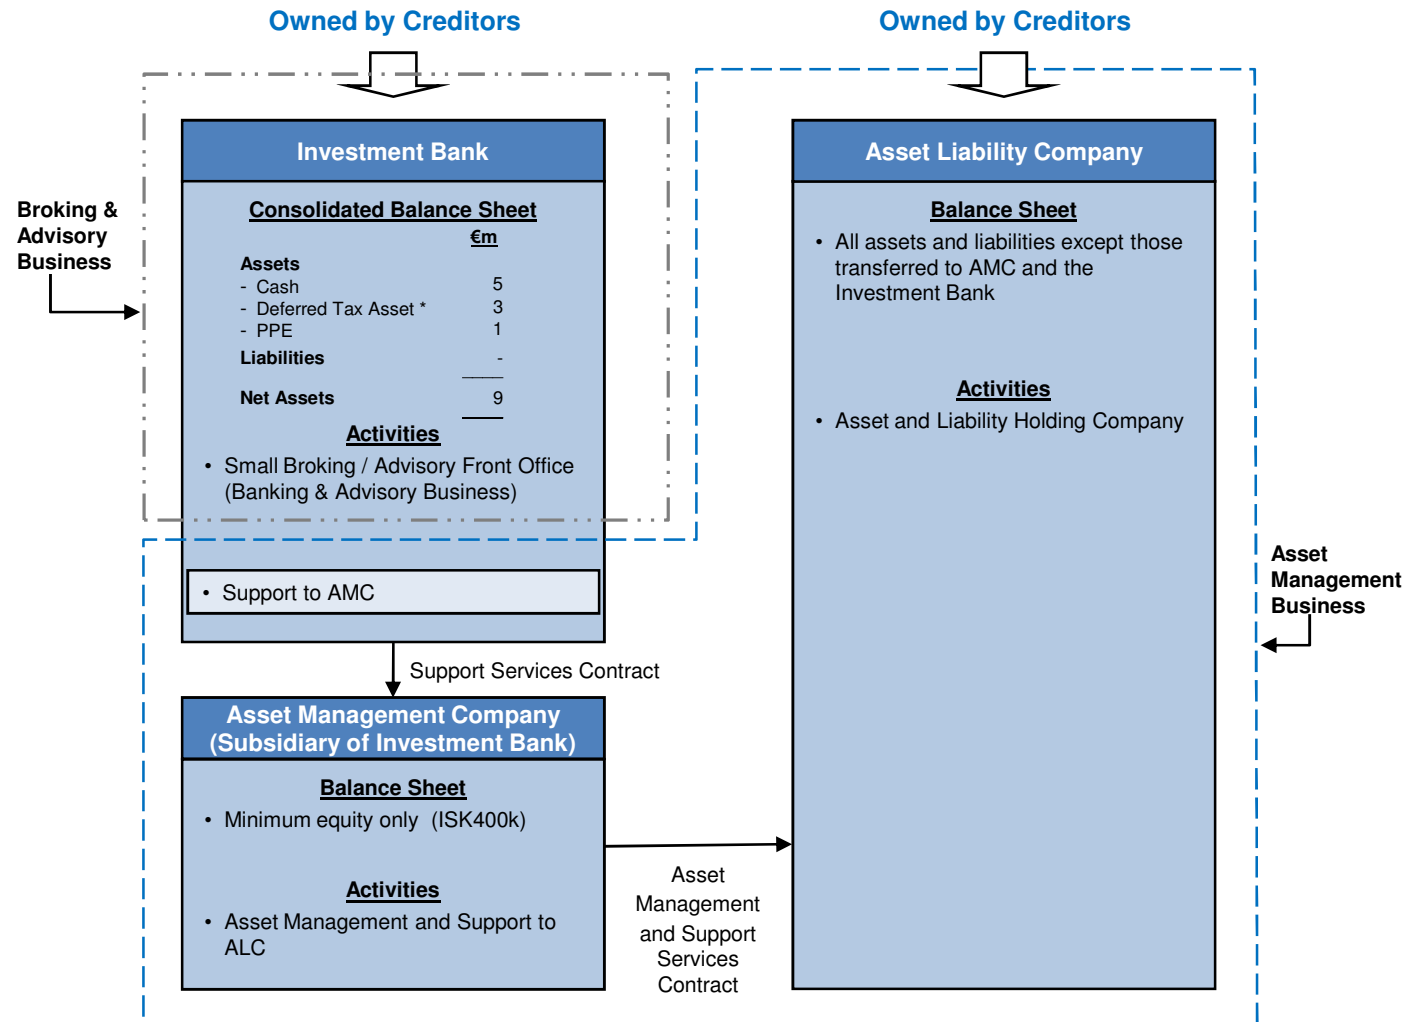 Owned by Creditors
Owned by Creditors
Broking &
Advisory
Business
Investment Bank
Consolidated Balance Sheet
€m
Assets
- Cash 5
- Deferred Tax Asset * 3
- PPE 1
Liabilities -
Net Assets 9
Activities
• Small Broking / Advisory Front Office
(Banking & Advisory Business)
• Support to AMC
Support Services Contract
Asset Management Company
(Subsidiary of Investment Bank)
Balance Sheet
• Minimum equity only (ISK400k)
Activities
• Asset Management and Support to
ALC
Asset
Management
and Support
Services
Contract
Asset Liability Company
Balance Sheet
• All assets and liabilities except those
transferred to AMC and the
Investment Bank
Activities
• Asset and Liability Holding Company
Asset
Management
Business